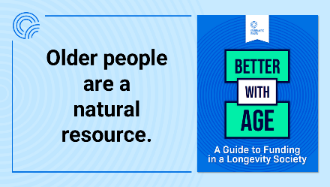 Older people
are a
natural
resource.
BETTER
WITH
AGE
A Guide to Funding
in a Longevity Society